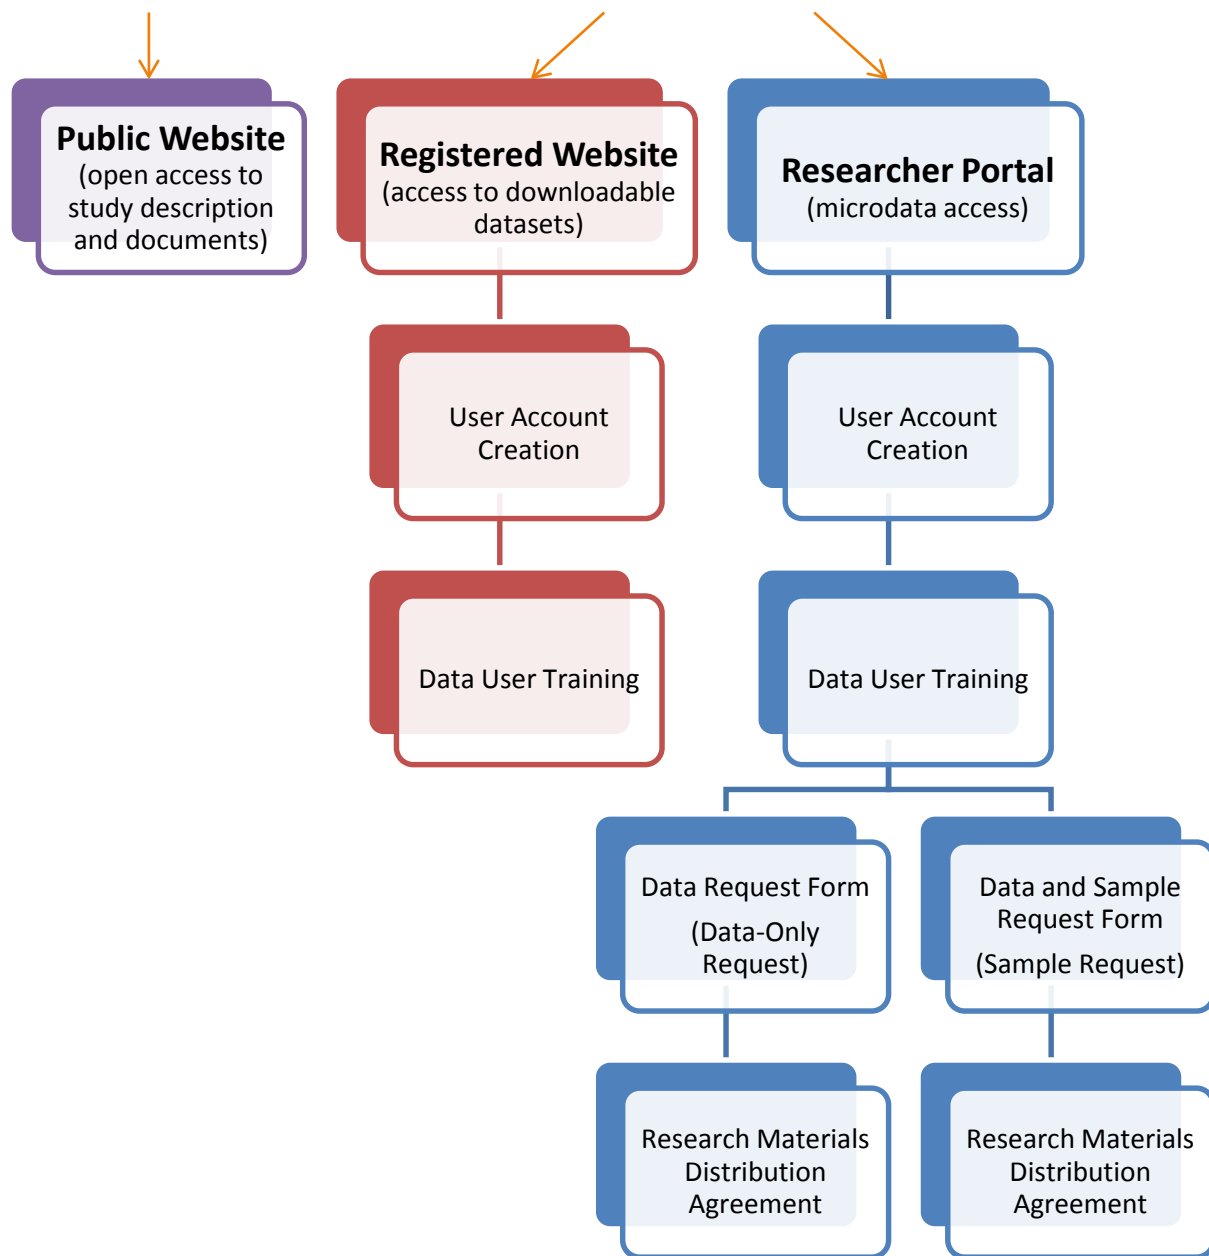 Public Website
(open access to
study description
and documents)
Registered Website
(access to downloadable
datasets)
Researcher Portal
(microdata access)
User Account
Creation
User Account
Creation
Data User Training
Data User Training
Data Request Form
(Data-Only
Request)
Data and Sample
Request Form
(Sample Request)
Research Materials
Distribution
Agreement
Research Materials
Distribution
Agreement